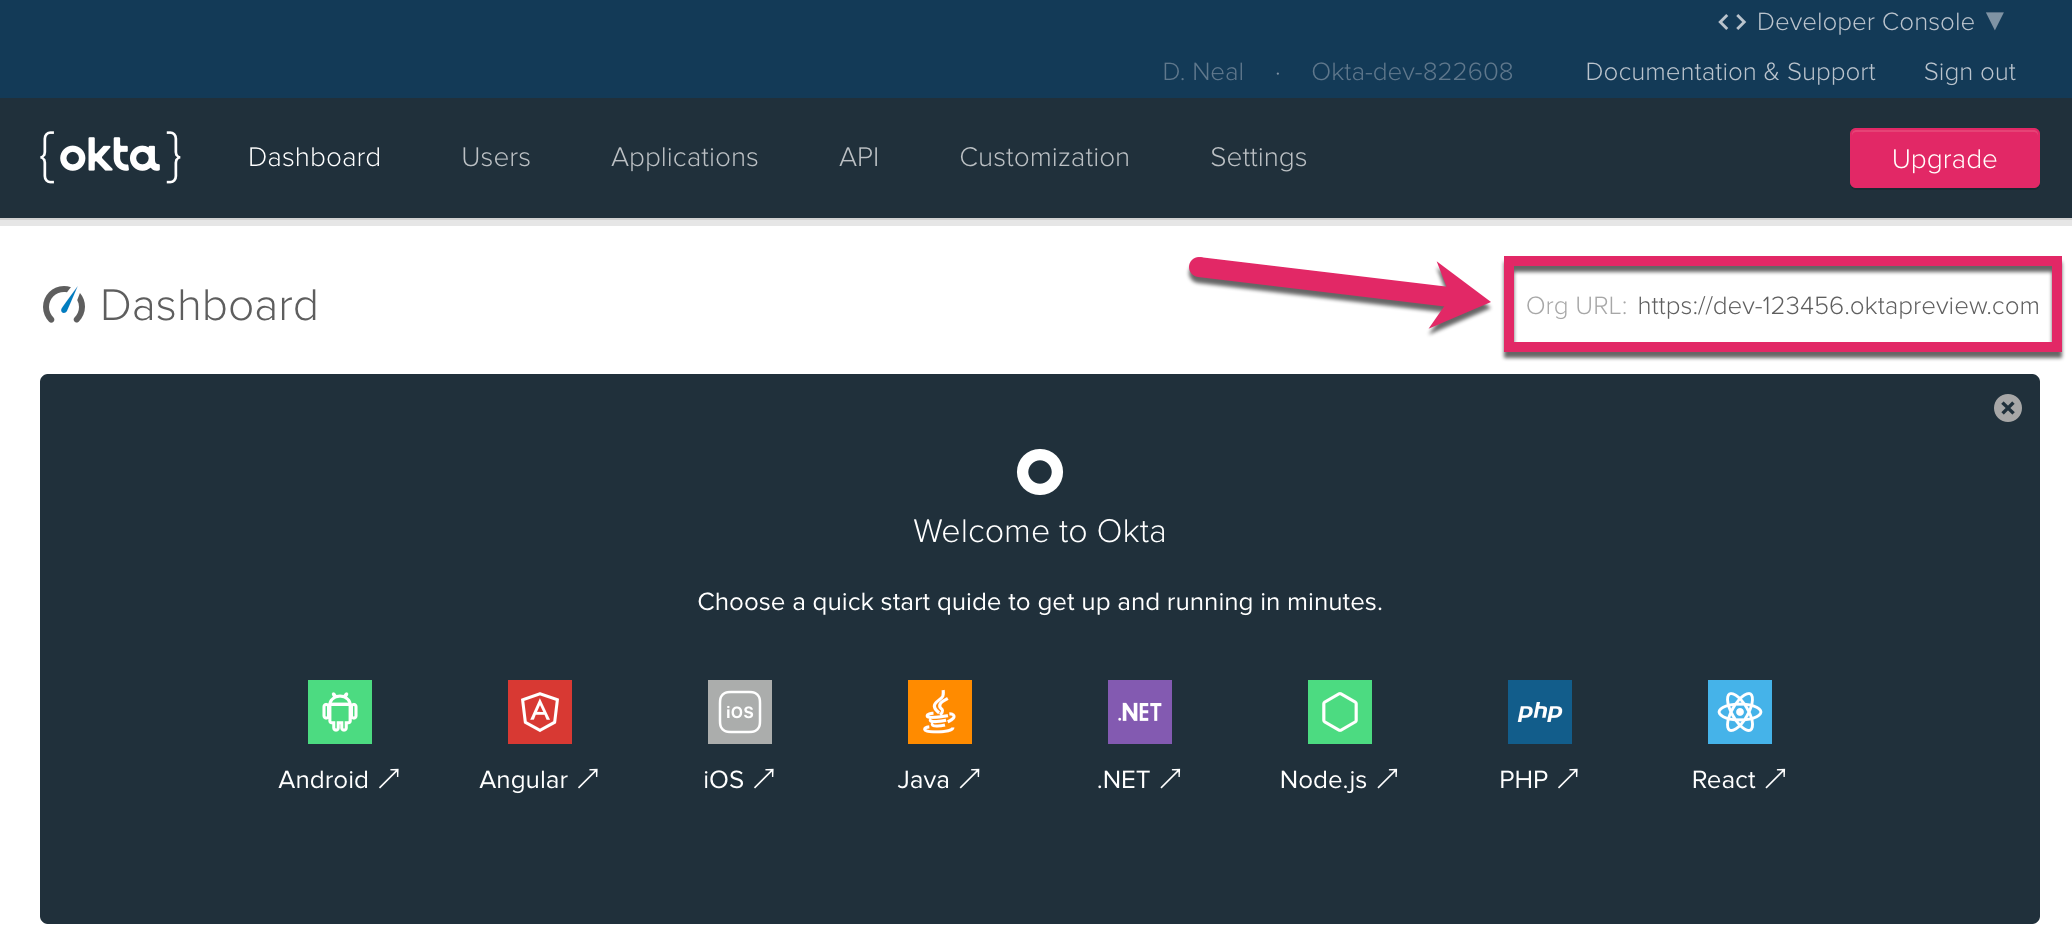 <> Developer Console ▼
D. Neal · Okta-dev-822608 Documentation & Support Sign out
{okta} Dashboard Users Applications API Customization Settings Upgrade
Dashboard
Org URL: https://dev-123456.oktapreview.com
Welcome to Okta
Choose a quick start quide to get up and running in minutes.
iOS .NET php
Android ↗ Angular ↗ iOS ↗ Java ↗ .NET ↗ Node.js ↗ PHP ↗ React ↗